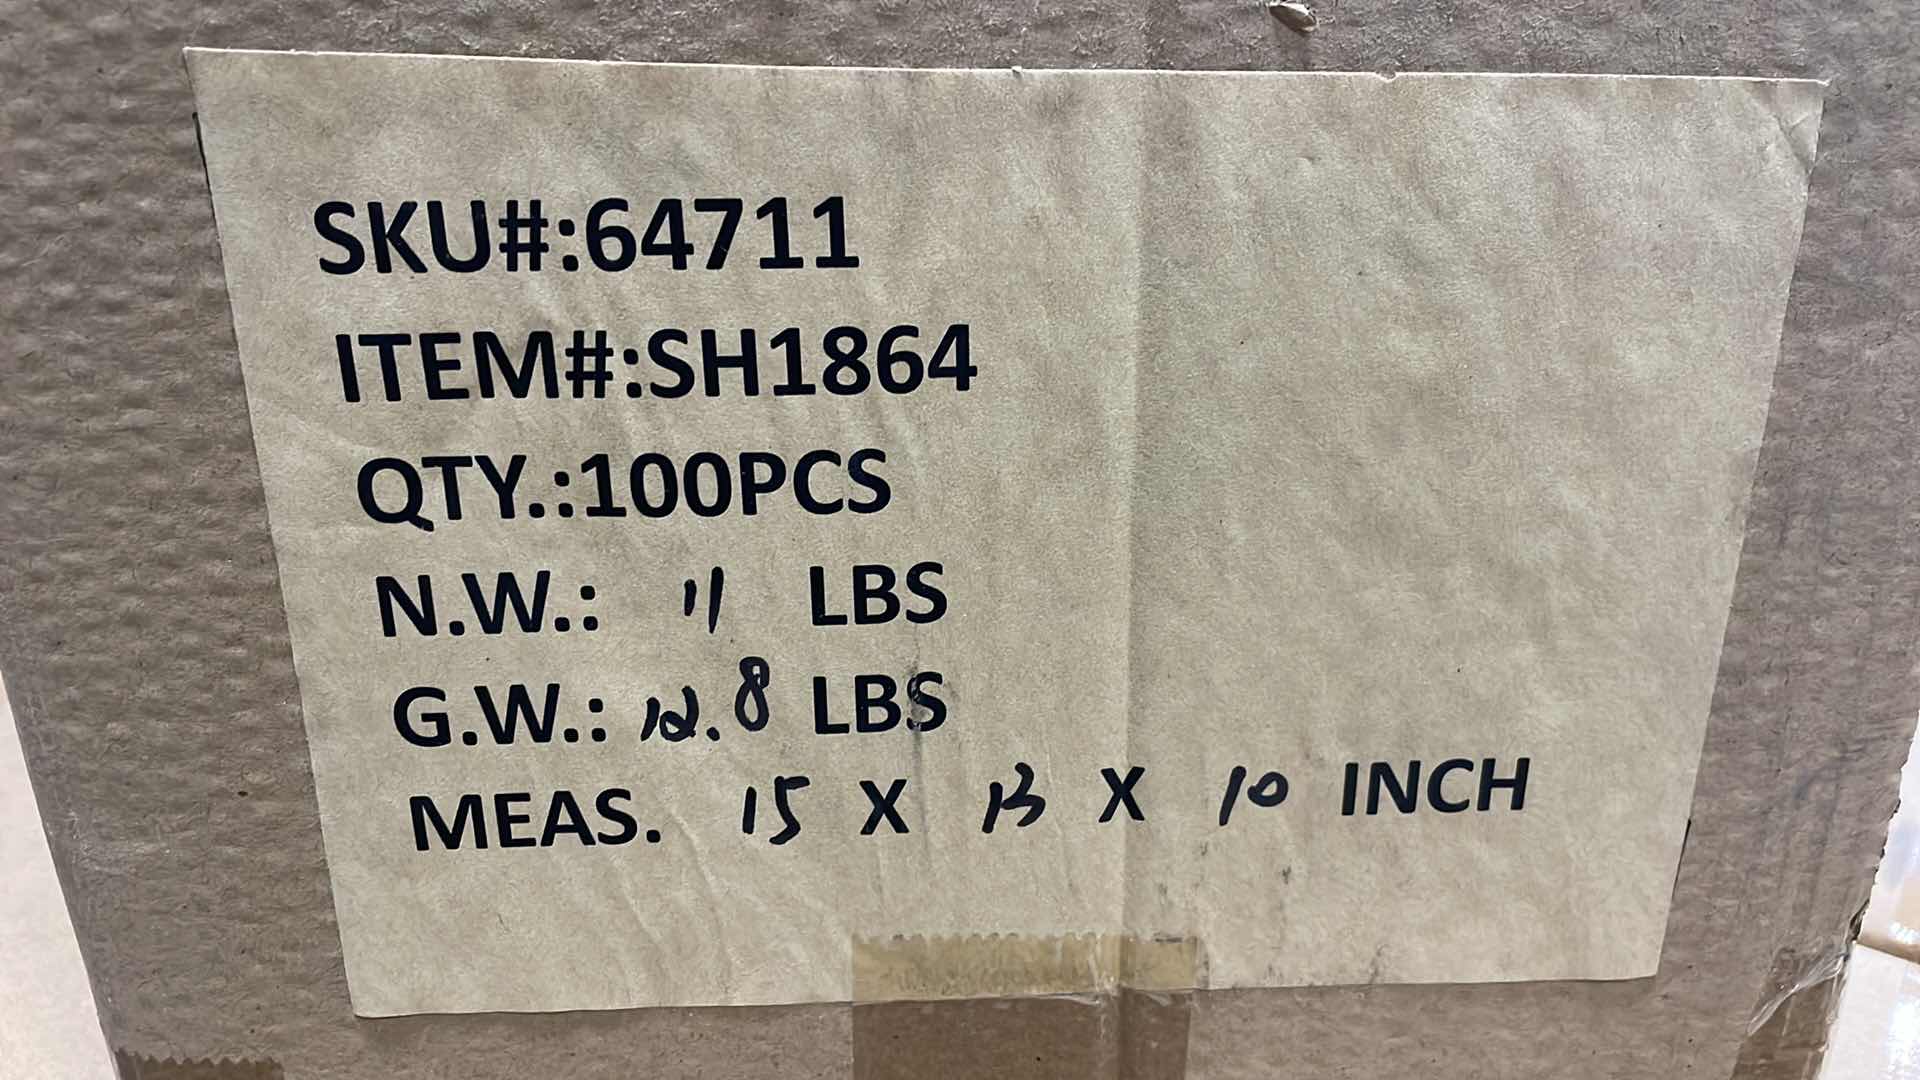 SKU#:64711
ITEM#:SH1864
QTY.:100PCS
N.W.: 11 LBS
G.W.: 12.8 LBS
MEAS. 15 X 13 X 10 INCH